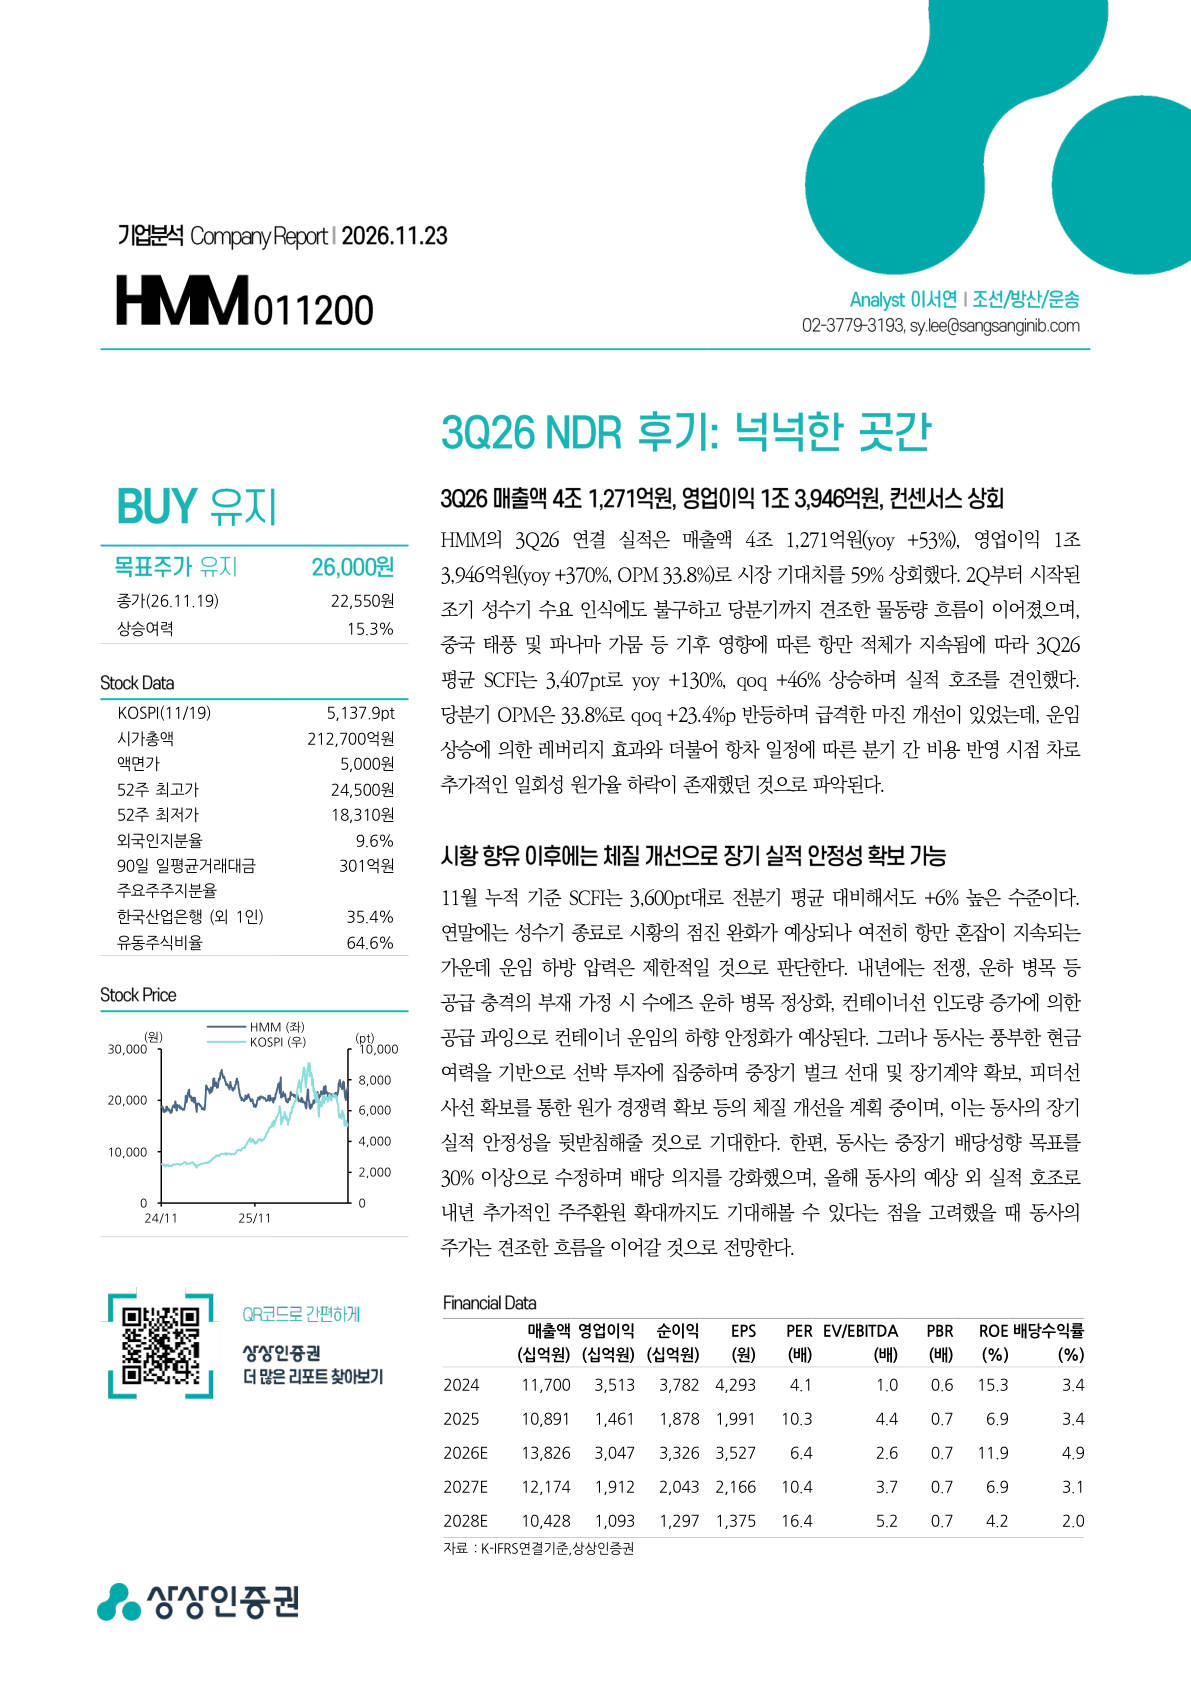 기업분석 Company Report | 2026.11.23
HMM 011200
Analyst 이서연 | 조선/방산/운송
02-3779-3193, sy.lee@sangsanginib.com
3Q26 NDR 후기: 넉넉한 곳간
BUY 유지
목표주가 유지 26,000원
종가(26.11.19) 22,550원
상승여력 15.3%
Stock Data
KOSPI(11/19) 5,137.9pt
시가총액 212,700억원
액면가 5,000원
52주 최고가 24,500원
52주 최저가 18,310원
외국인지분율 9.6%
90일 일평균거래대금 301억원
주요주주지분율
한국산업은행 (외 1인) 35.4%
유동주식비율 64.6%
Stock Price
(원) HMM (좌) (pt)
KOSPI (우)
30,000 10,000
8,000
20,000
6,000
4,000
10,000
2,000
0 0
24/11 25/11
QR코드로 간편하게
상상인증권
더 많은 리포트 찾아보기
3Q26 매출액 4조 1,271억원, 영업이익 1조 3,946억원, 컨센서스 상회
HMM의 3Q26 연결 실적은 매출액 4조 1,271억원(yoy +53%), 영업이익 1조
3,946억원(yoy +370%, OPM 33.8%)로 시장 기대치를 59% 상회했다. 2Q부터 시작된
조기 성수기 수요 인식에도 불구하고 당분기까지 견조한 물동량 흐름이 이어졌으며,
중국 태풍 및 파나마 가뭄 등 기후 영향에 따른 항만 적체가 지속됨에 따라 3Q26
평균 SCFI는 3,407pt로 yoy +130%, qoq +46% 상승하며 실적 호조를 견인했다.
당분기 OPM은 33.8%로 qoq +23.4%p 반등하며 급격한 마진 개선이 있었는데, 운임
상승에 의한 레버리지 효과와 더불어 항차 일정에 따른 분기 간 비용 반영 시점 차로
추가적인 일회성 원가율 하락이 존재했던 것으로 파악된다.
시황 향유 이후에는 체질 개선으로 장기 실적 안정성 확보 가능
11월 누적 기준 SCFI는 3,600pt대로 전분기 평균 대비해서도 +6% 높은 수준이다.
연말에는 성수기 종료로 시황의 점진 완화가 예상되나 여전히 항만 혼잡이 지속되는
가운데 운임 하방 압력은 제한적일 것으로 판단한다. 내년에는 전쟁, 운하 병목 등
공급 충격의 부재 가정 시 수에즈 운하 병목 정상화, 컨테이너선 인도량 증가에 의한
공급 과잉으로 컨테이너 운임의 하향 안정화가 예상된다. 그러나 동사는 풍부한 현금
여력을 기반으로 선박 투자에 집중하며 중장기 벌크 선대 및 장기계약 확보, 피더선
사선 확보를 통한 원가 경쟁력 확보 등의 체질 개선을 계획 중이며, 이는 동사의 장기
실적 안정성을 뒷받침해줄 것으로 기대한다. 한편, 동사는 중장기 배당성향 목표를
30% 이상으로 수정하며 배당 의지를 강화했으며, 올해 동사의 예상 외 실적 호조로
내년 추가적인 주주환원 확대까지도 기대해볼 수 있다는 점을 고려했을 때 동사의
주가는 견조한 흐름을 이어갈 것으로 전망한다.
Financial Data
매출액 영업이익 순이익 EPS PER EV/EBITDA PBR ROE 배당수익률
(십억원) (십억원) (십억원) (원) (배) (배) (배) (%) (%)
2024 11,700 3,513 3,782 4,293 4.1 1.0 0.6 15.3 3.4
2025 10,891 1,461 1,878 1,991 10.3 4.4 0.7 6.9 3.4
2026E 13,826 3,047 3,326 3,527 6.4 2.6 0.7 11.9 4.9
2027E 12,174 1,912 2,043 2,166 10.4 3.7 0.7 6.9 3.1
2028E 10,428 1,093 1,297 1,375 16.4 5.2 0.7 4.2 2.0
자료 : K-IFRS연결기준,상상인증권
상상인증권